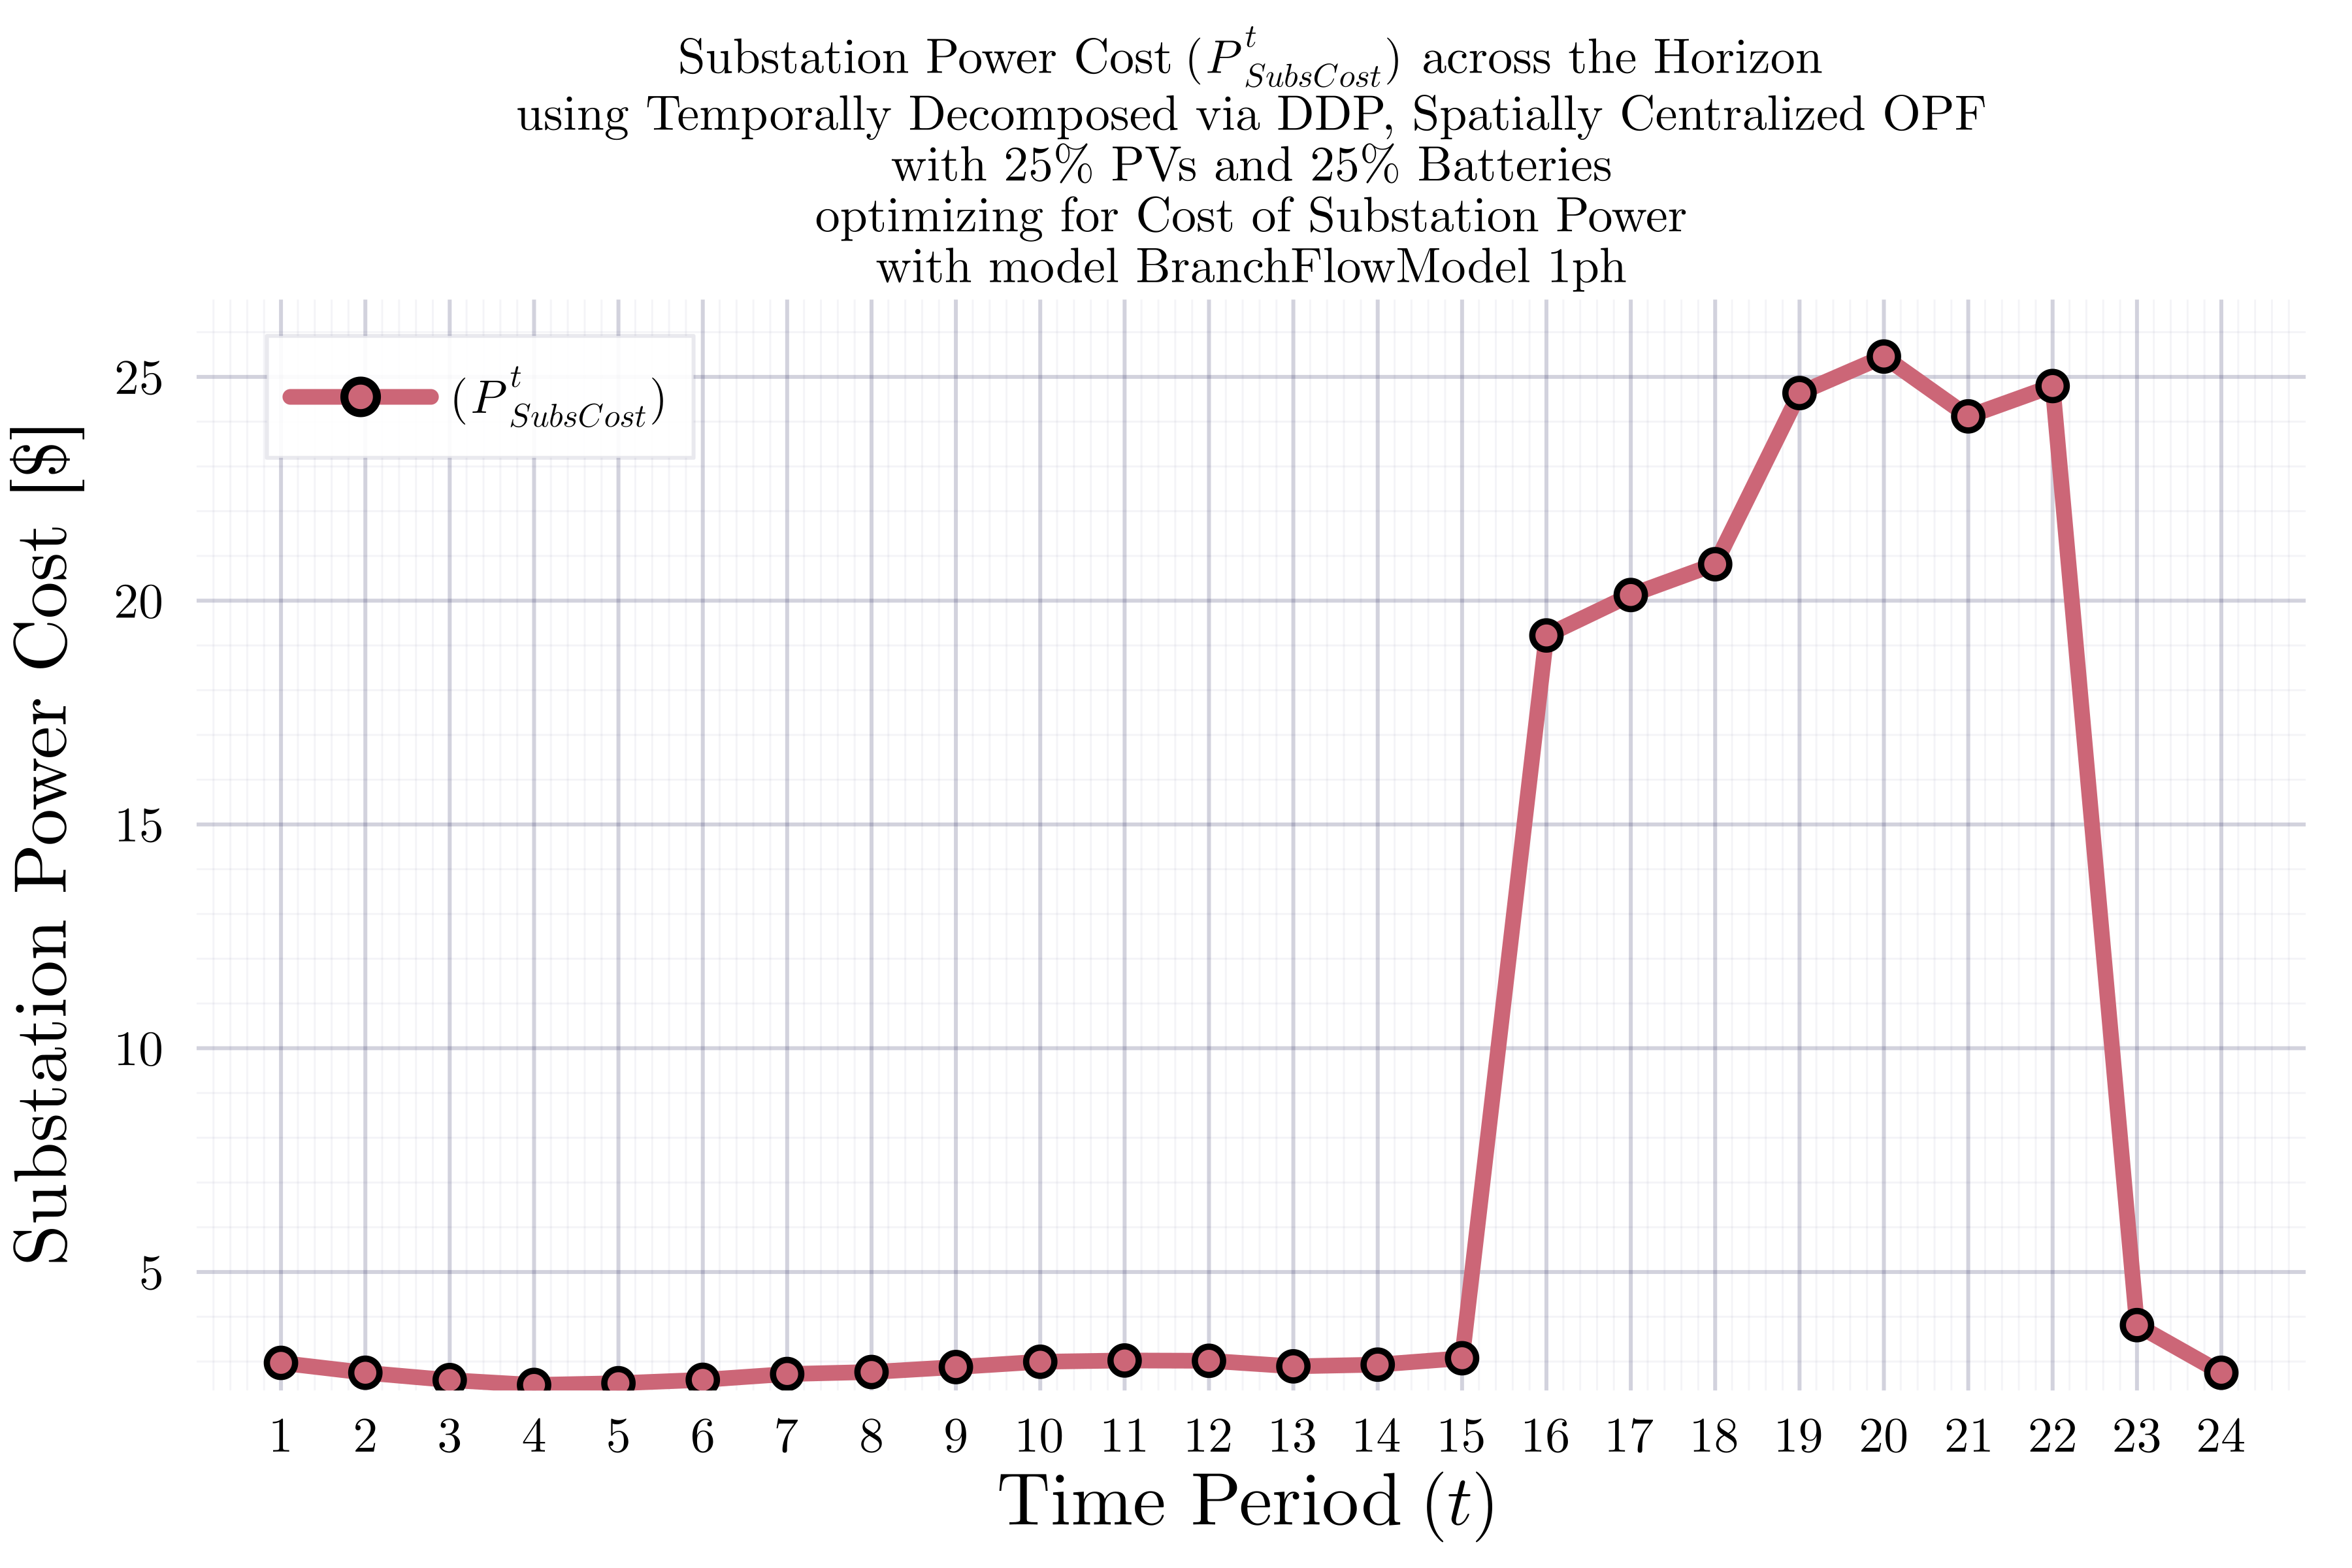 Substation Power Cost (P^t_SubsCost) across the Horizon
using Temporally Decomposed via DDP, Spatially Centralized OPF
with 25% PVs and 25% Batteries
optimizing for Cost of Substation Power
with model BranchFlowModel 1ph
(P^t_SubsCost)
Substation Power Cost [$]
25
20
15
10
5
1 2 3 4 5 6 7 8 9 10 11 12 13 14 15 16 17 18 19 20 21 22 23 24
Time Period (t)